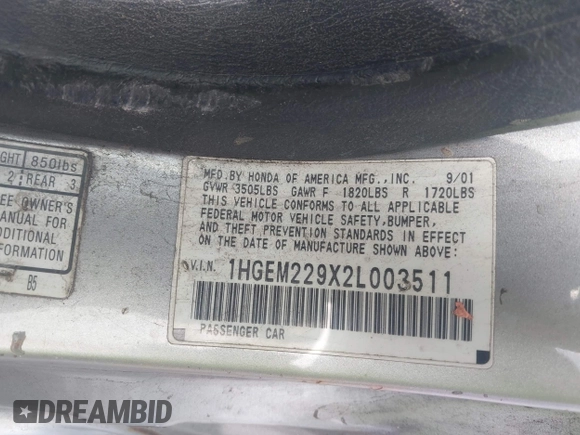 GHT 850lbs
2 : REAR 3
EE OWNER'S
MANUAL FOR
DDITIONAL
FORMATION
B5
MFD.BY HONDA OF AMERICA MFG.,INC. 9/01
GVWR 3505LBS GAWR F 1820LBS R 1720LBS
THIS VEHICLE CONFORMS TO ALL APPLICABLE
FEDERAL MOTOR VEHICLE SAFETY,BUMPER,
AND THEFT PREVENTION STANDARDS IN EFFECT
ON THE DATE OF MANUFACTURE SHOWN ABOVE.
V.I.N. 1HGEM229X2L003511
PASSENGER CAR
DREAMBID